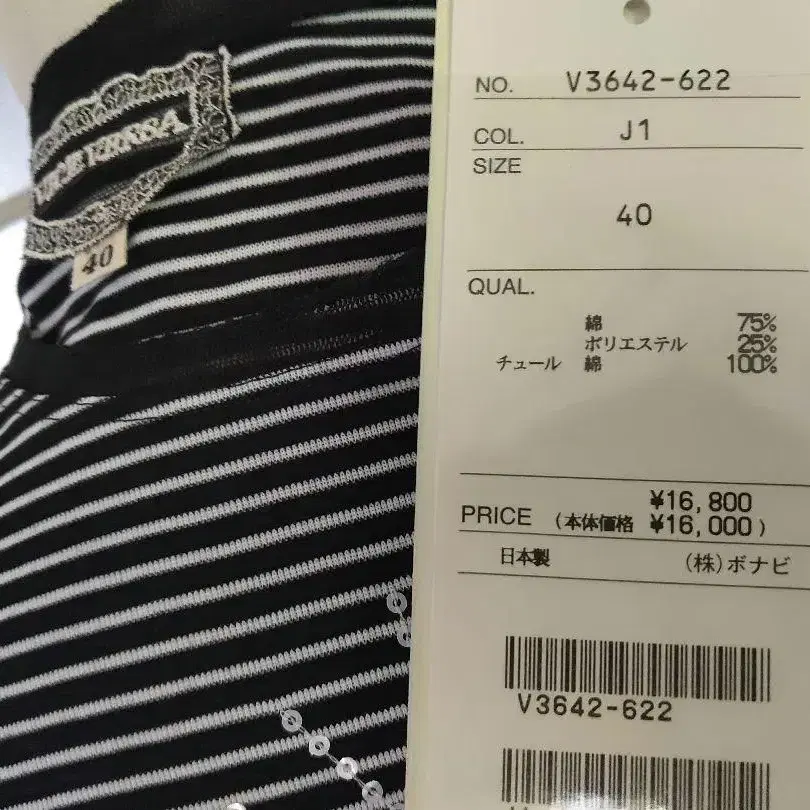 40
NO. V3642-622
COL. J1
SIZE
40
QUAL.
綿 75%
ポリエステル 25%
チュール 綿 100%
¥16,800
PRICE (本体価格 ¥16,000)
日本製 (株)ボナビ
V3642-622